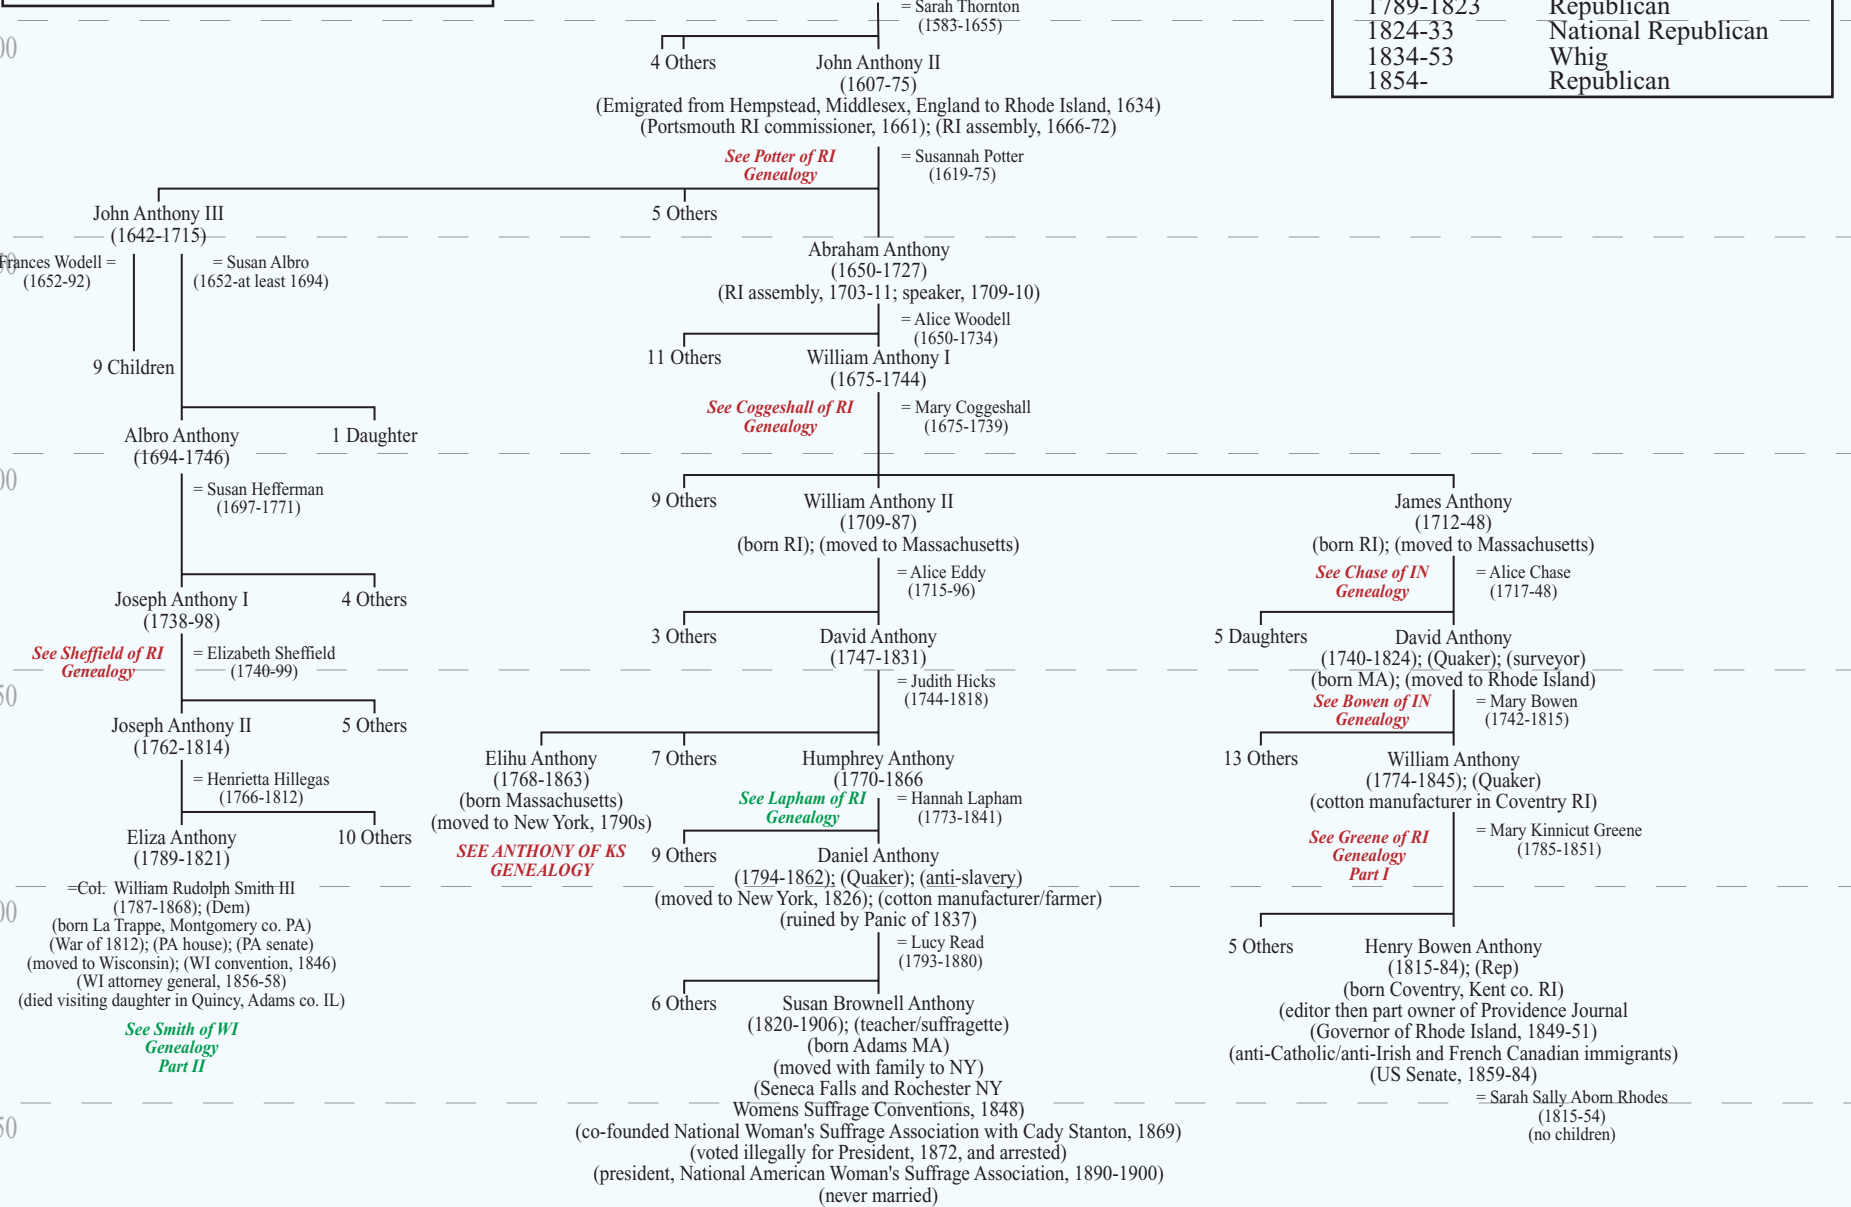 = Sarah Thornton
(1583-1655)
1789-1823 Republican
1824-33 National Republican
1834-53 Whig
1854- Republican
00
4 Others
John Anthony II
(1607-75)
(Emigrated from Hempstead, Middlesex, England to Rhode Island, 1634)
(Portsmouth RI commissioner, 1661); (RI assembly, 1666-72)
See Potter of RI
Genealogy
= Susannah Potter
(1619-75)
John Anthony III
(1642-1715)
5 Others
50
Frances Wodell =
(1652-92)
= Susan Albro
(1652-at least 1694)
Abraham Anthony
(1650-1727)
(RI assembly, 1703-11; speaker, 1709-10)
= Alice Woodell
(1650-1734)
9 Children
11 Others
William Anthony I
(1675-1744)
See Coggeshall of RI
Genealogy
= Mary Coggeshall
(1675-1739)
Albro Anthony
(1694-1746)
1 Daughter
00
= Susan Hefferman
(1697-1771)
9 Others
William Anthony II
(1709-87)
(born RI); (moved to Massachusetts)
James Anthony
(1712-48)
(born RI); (moved to Massachusetts)
= Alice Eddy
(1715-96)
See Chase of IN
Genealogy
= Alice Chase
(1717-48)
Joseph Anthony I
(1738-98)
4 Others
3 Others
David Anthony
(1747-1831)
5 Daughters
David Anthony
(1740-1824); (Quaker); (surveyor)
(born MA); (moved to Rhode Island)
See Sheffield of RI
Genealogy
= Elizabeth Sheffield
(1740-99)
50
= Judith Hicks
(1744-1818)
See Bowen of IN
Genealogy
= Mary Bowen
(1742-1815)
Joseph Anthony II
(1762-1814)
5 Others
Elihu Anthony
(1768-1863)
(born Massachusetts)
(moved to New York, 1790s)
SEE ANTHONY OF KS
GENEALOGY
7 Others
Humphrey Anthony
(1770-1866
13 Others
William Anthony
(1774-1845); (Quaker)
(cotton manufacturer in Coventry RI)
= Henrietta Hillegas
(1766-1812)
See Lapham of RI
Genealogy
= Hannah Lapham
(1773-1841)
See Greene of RI
Genealogy
Part I
= Mary Kinnicut Greene
(1785-1851)
Eliza Anthony
(1789-1821)
10 Others
9 Others
Daniel Anthony
(1794-1862); (Quaker); (anti-slavery)
(moved to New York, 1826); (cotton manufacturer/farmer)
(ruined by Panic of 1837)
00
=Col. William Rudolph Smith III
(1787-1868); (Dem)
(born La Trappe, Montgomery co. PA)
(War of 1812); (PA house); (PA senate)
(moved to Wisconsin); (WI convention, 1846)
(WI attorney general, 1856-58)
(died visiting daughter in Quincy, Adams co. IL)
See Smith of WI
Genealogy
Part II
= Lucy Read
(1793-1880)
6 Others
Susan Brownell Anthony
(1820-1906); (teacher/suffragette)
(born Adams MA)
(moved with family to NY)
(Seneca Falls and Rochester NY
Womens Suffrage Conventions, 1848)
(co-founded National Woman's Suffrage Association with Cady Stanton, 1869)
(voted illegally for President, 1872, and arrested)
(president, National American Woman's Suffrage Association, 1890-1900)
(never married)
5 Others
Henry Bowen Anthony
(1815-84); (Rep)
(born Coventry, Kent co. RI)
(editor then part owner of Providence Journal
(Governor of Rhode Island, 1849-51)
(anti-Catholic/anti-Irish and French Canadian immigrants)
(US Senate, 1859-84)
= Sarah Sally Aborn Rhodes
(1815-54)
(no children)
50